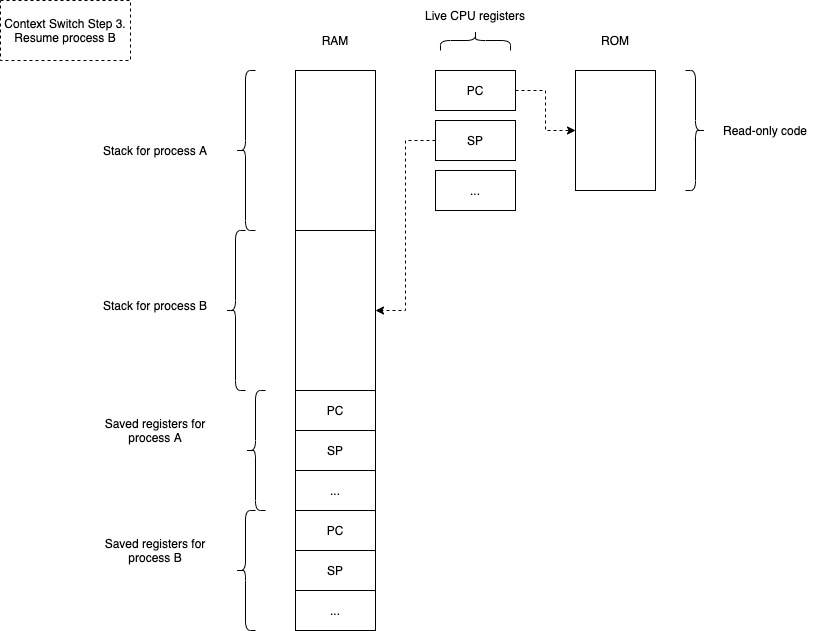 Context Switch Step 3.
Resume process B
Live CPU registers
RAM
ROM
PC
SP
...
Read-only code
Stack for process A
Stack for process B
Saved registers for
process A
PC
SP
...
Saved registers for
process B
PC
SP
...